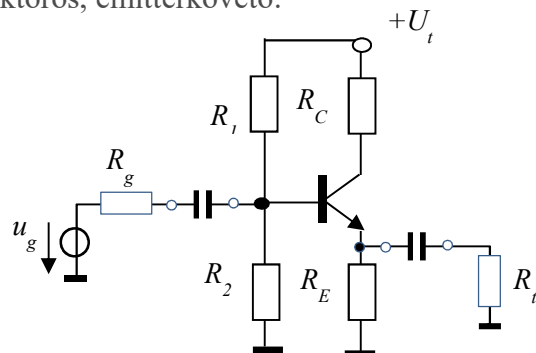 ktoros, emitterkövető.
+U_t
R_1
R_C
R_g
u_g
R_2
R_E
R_t